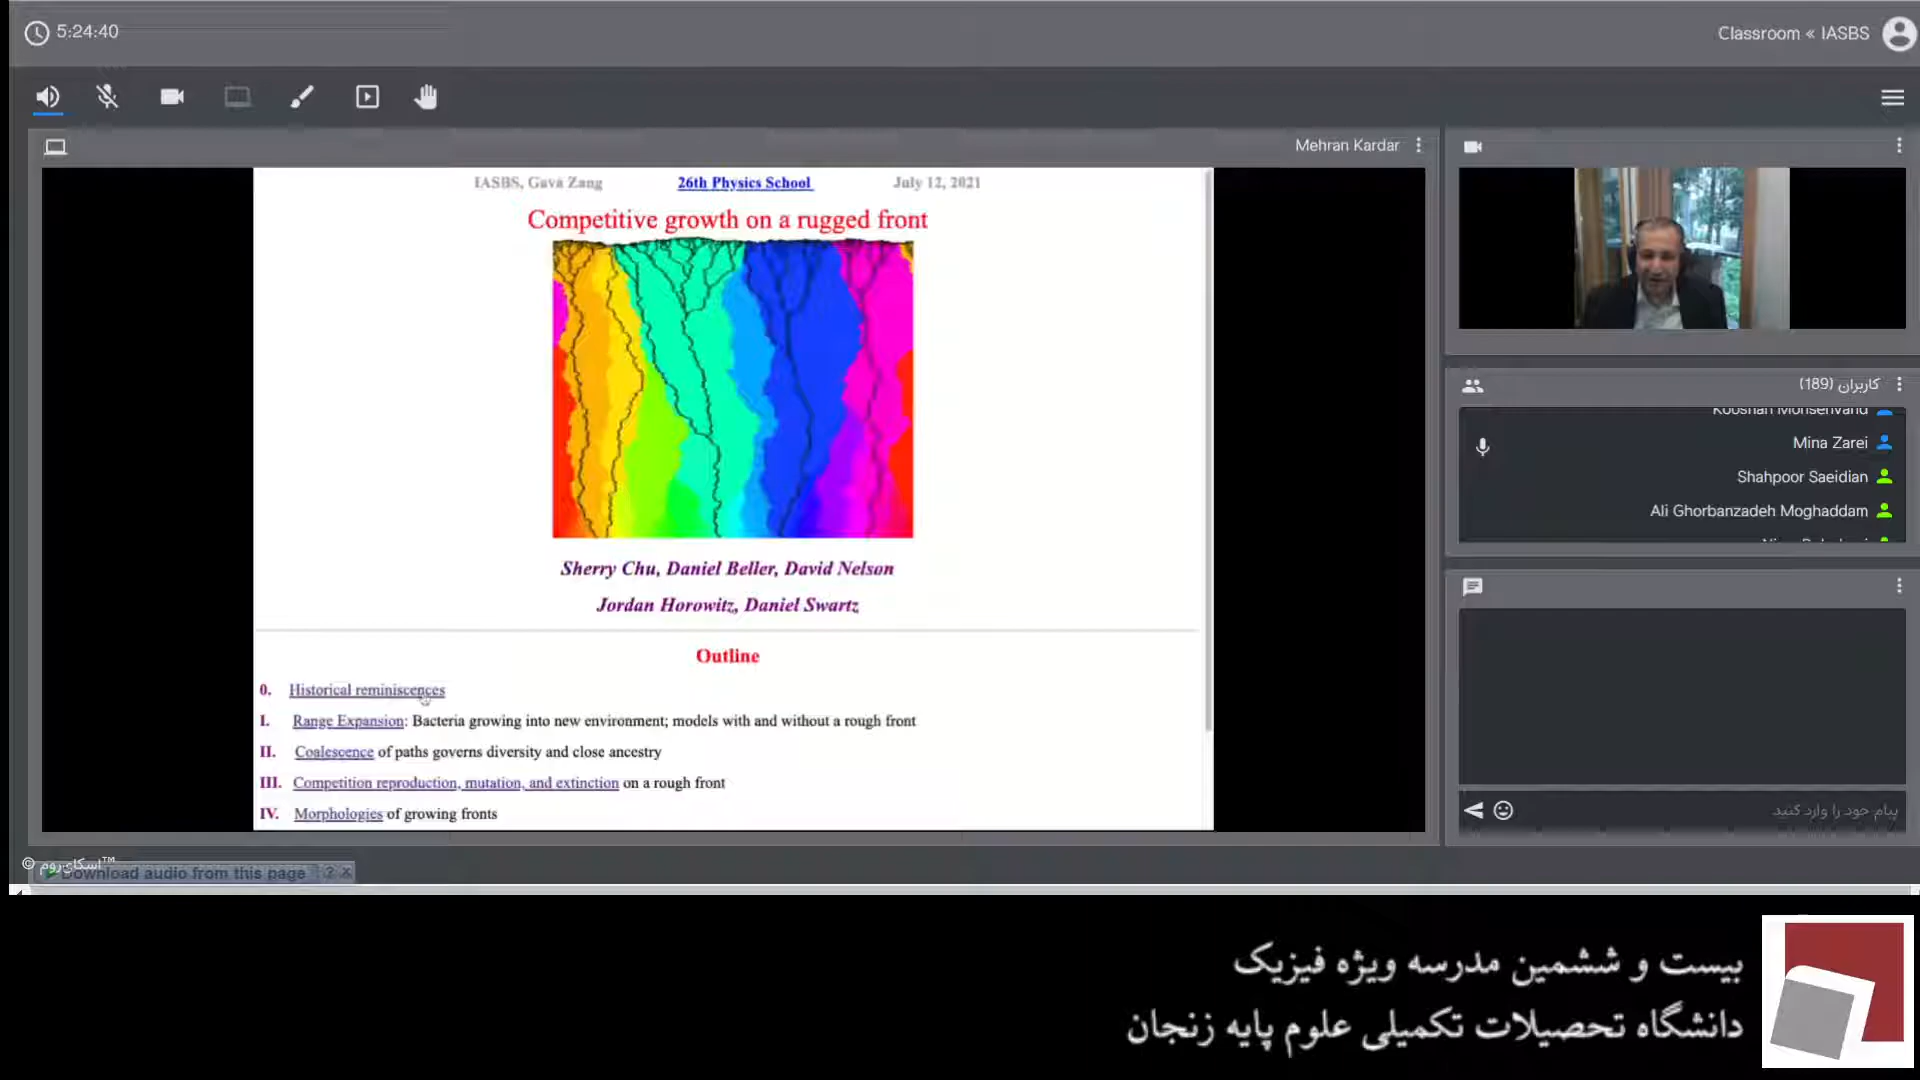 5:24:40
Classroom « IASBS
Mehran Kardar
IASBS, Gava Zang 26th Physics School July 12, 2021
Competitive growth on a rugged front
Sherry Chu, Daniel Beller, David Nelson
Jordan Horowitz, Daniel Swartz
Outline
0. Historical reminiscences
I. Range Expansion: Bacteria growing into new environment; models with and without a rough front
II. Coalescence of paths governs diversity and close ancestry
III. Competition reproduction, mutation, and extinction on a rough front
IV. Morphologies of growing fronts
کاربران (189)
Mina Zarei
Shahpoor Saeidian
Ali Ghorbanzadeh Moghaddam
پیام خود را وارد کنید
© اسکای‌روم™
Download audio from this page ? X
بیست و ششمین مدرسه ویژه فیزیک
دانشگاه تحصیلات تکمیلی علوم پایه زنجان